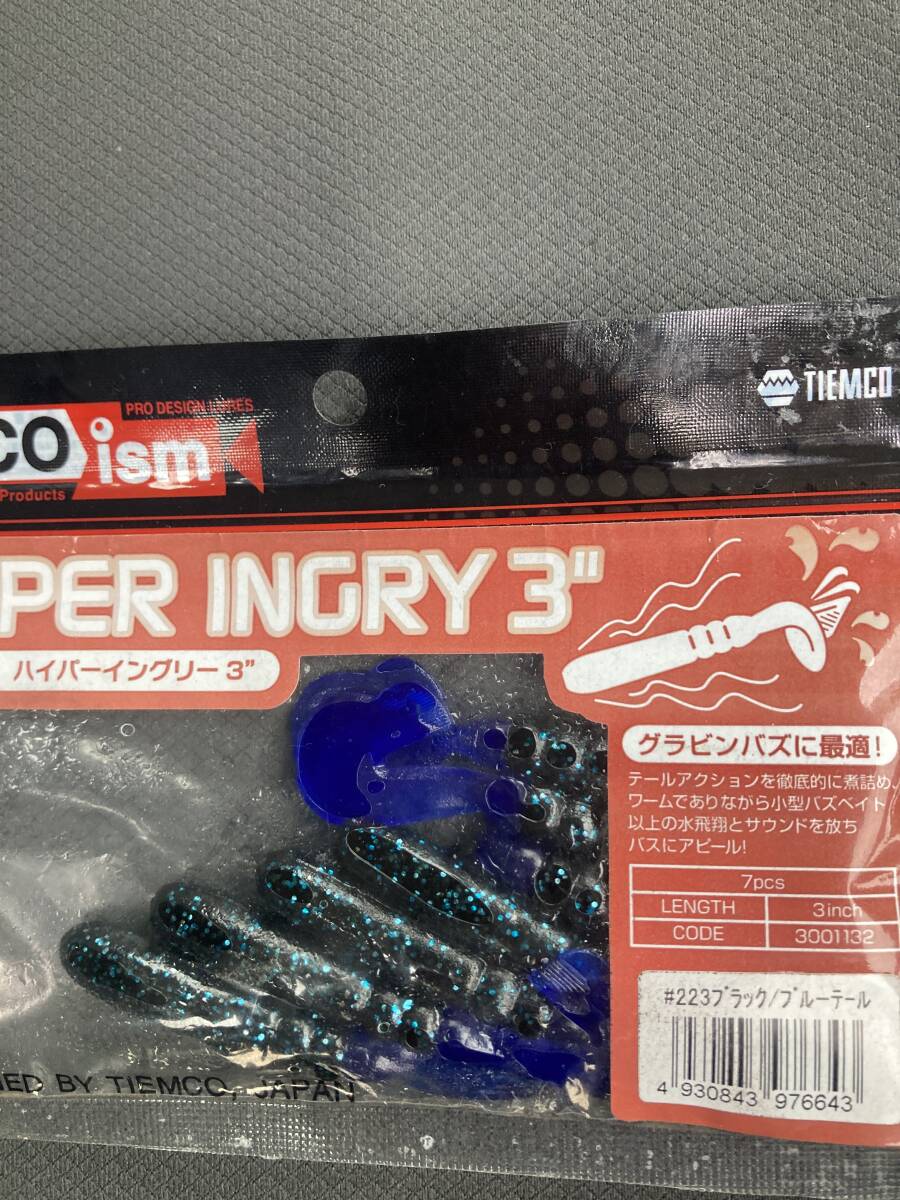 TIEMCO
PRO DESIGN LURES
CO ism
Products
PER INGRY 3"
ハイパーイングリー 3"
グラビンバズに最適!
テールアクションを徹底的に煮詰め、
ワームでありながら小型バズベイト
以上の水飛翔とサウンドを放ち
バスにアピール!
7pcs
LENGTH 3inch
CODE 3001132
#223ブラック/ブルーテール
4 930843 976643
NED BY TIEMCO, JAPAN